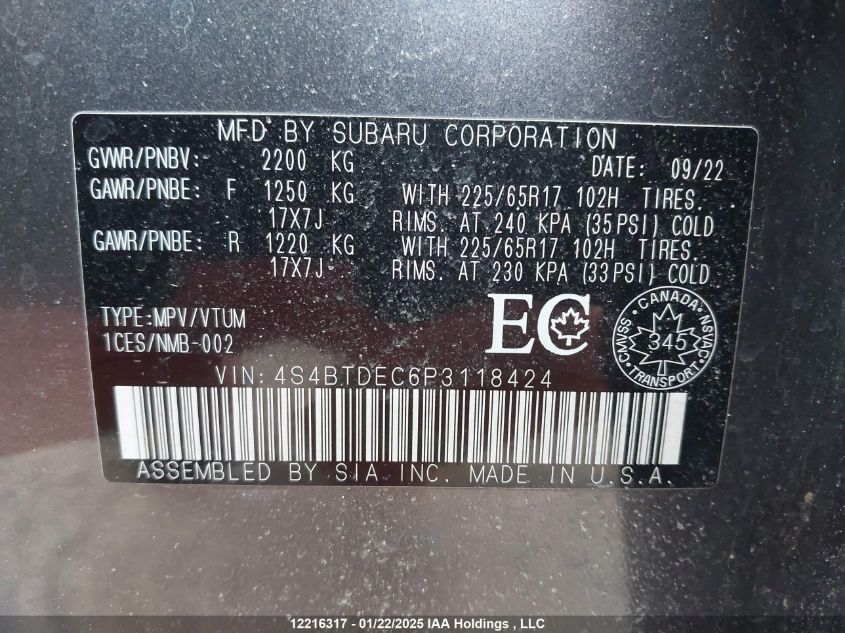 MFD BY SUBARU CORPORATION
GVWR/PNBV: 2200 KG DATE: 09/22
GAWR/PNBE: F 1250 KG WITH 225/65R17 102H TIRES.
17X7J RIMS. AT 240 KPA (35PSI) COLD
GAWR/PNBE: R 1220 KG WITH 225/65R17 102H TIRES.
17X7J RIMS. AT 230 KPA (33PSI) COLD
TYPE:MPV/VTUM
1CES/NMB-002
EC
CANADA
CMVSS 345 NSVAC
TRANSPORT
VIN: 4S4BTDEC6P3118424
ASSEMBLED BY SIA INC. MADE IN U.S.A.
12216317 - 01/22/2025 IAA Holdings , LLC